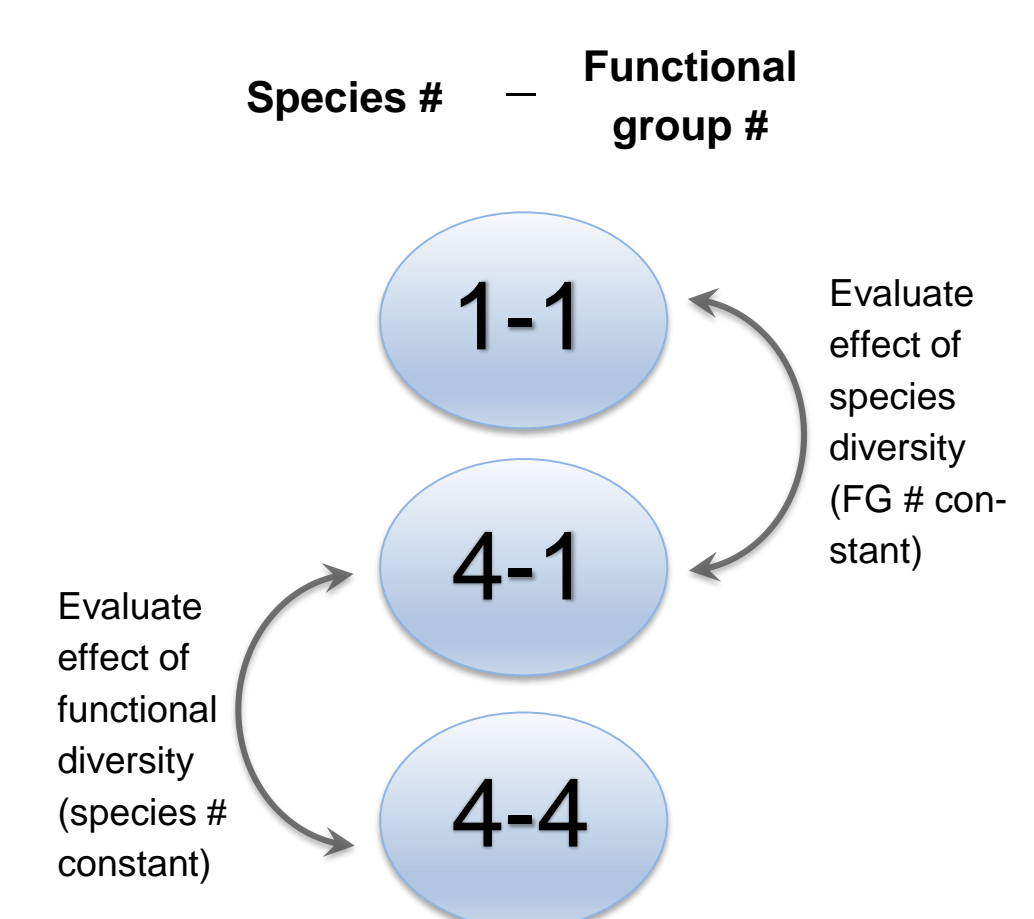 Species # – Functional
group #
1-1
Evaluate
effect of
species
diversity
(FG # con-
stant)
4-1
Evaluate
effect of
functional
diversity
(species #
constant)
4-4